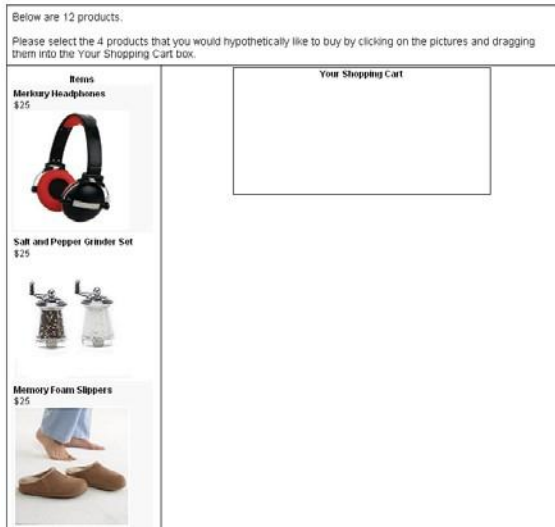 Below are 12 products.
Please select the 4 products that you would hypothetically like to buy by clicking on the pictures and dragging
them into the Your Shopping Cart box.
Items
Merkury Headphones
$25
Salt and Pepper Grinder Set
$25
Memory Foam Slippers
$25
Your Shopping Cart